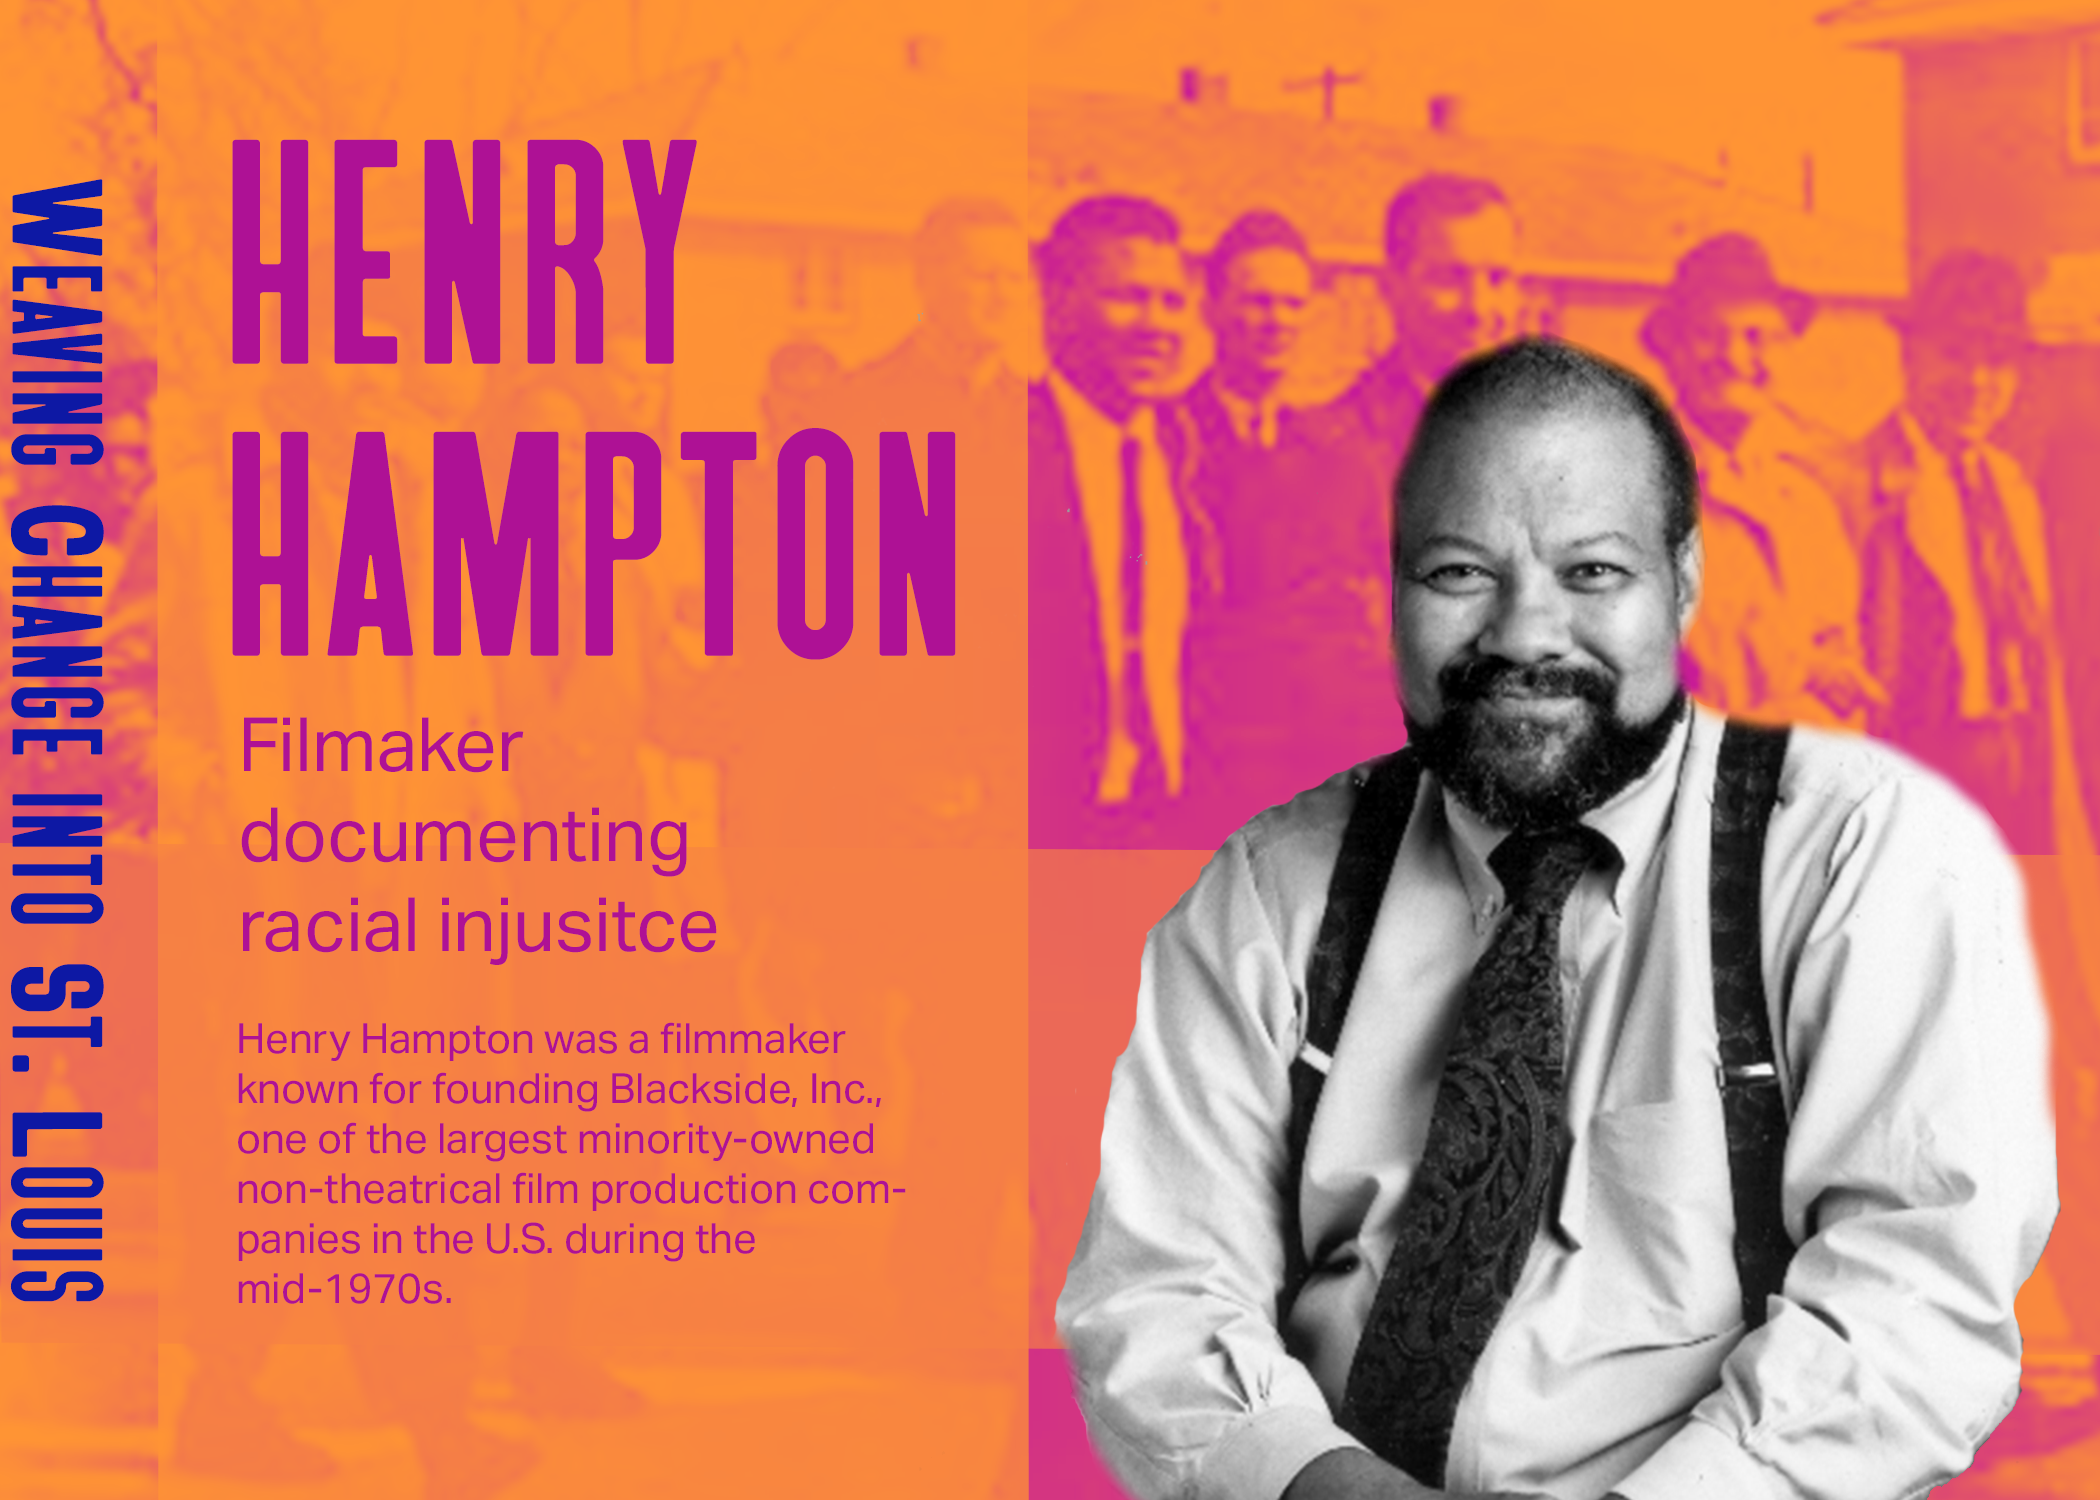 WEAVING CHANGE INTO ST. LOUIS
HENRY
HAMPTON
Filmaker
documenting
racial injusitce
Henry Hampton was a filmmaker
known for founding Blackside, Inc.,
one of the largest minority-owned
non-theatrical film production com-
panies in the U.S. during the
mid-1970s.